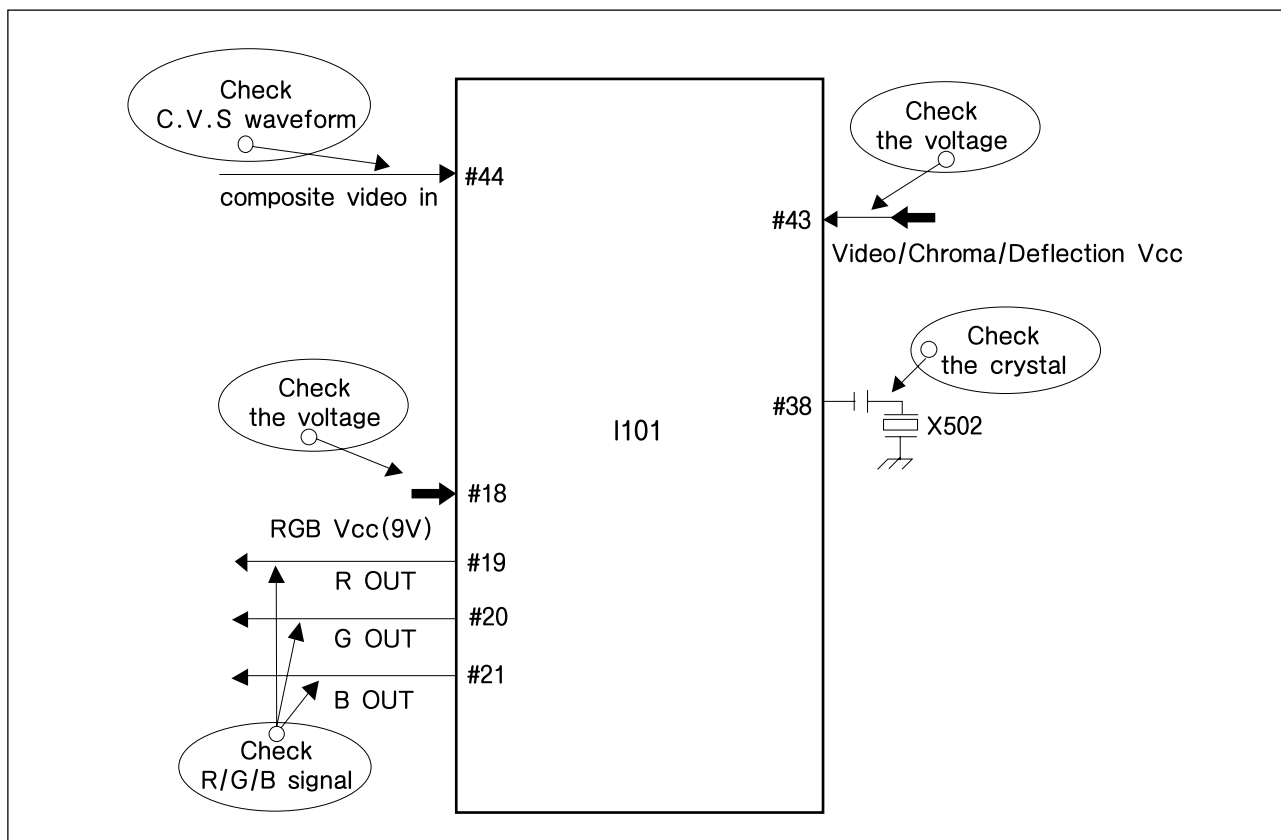 Check
C.V.S waveform
#44
composite video in
Check
the voltage
#43
Video/Chroma/Deflection Vcc
Check
the crystal
#38
X502
I101
Check
the voltage
#18
RGB Vcc(9V)
#19
R OUT
#20
G OUT
#21
B OUT
Check
R/G/B signal